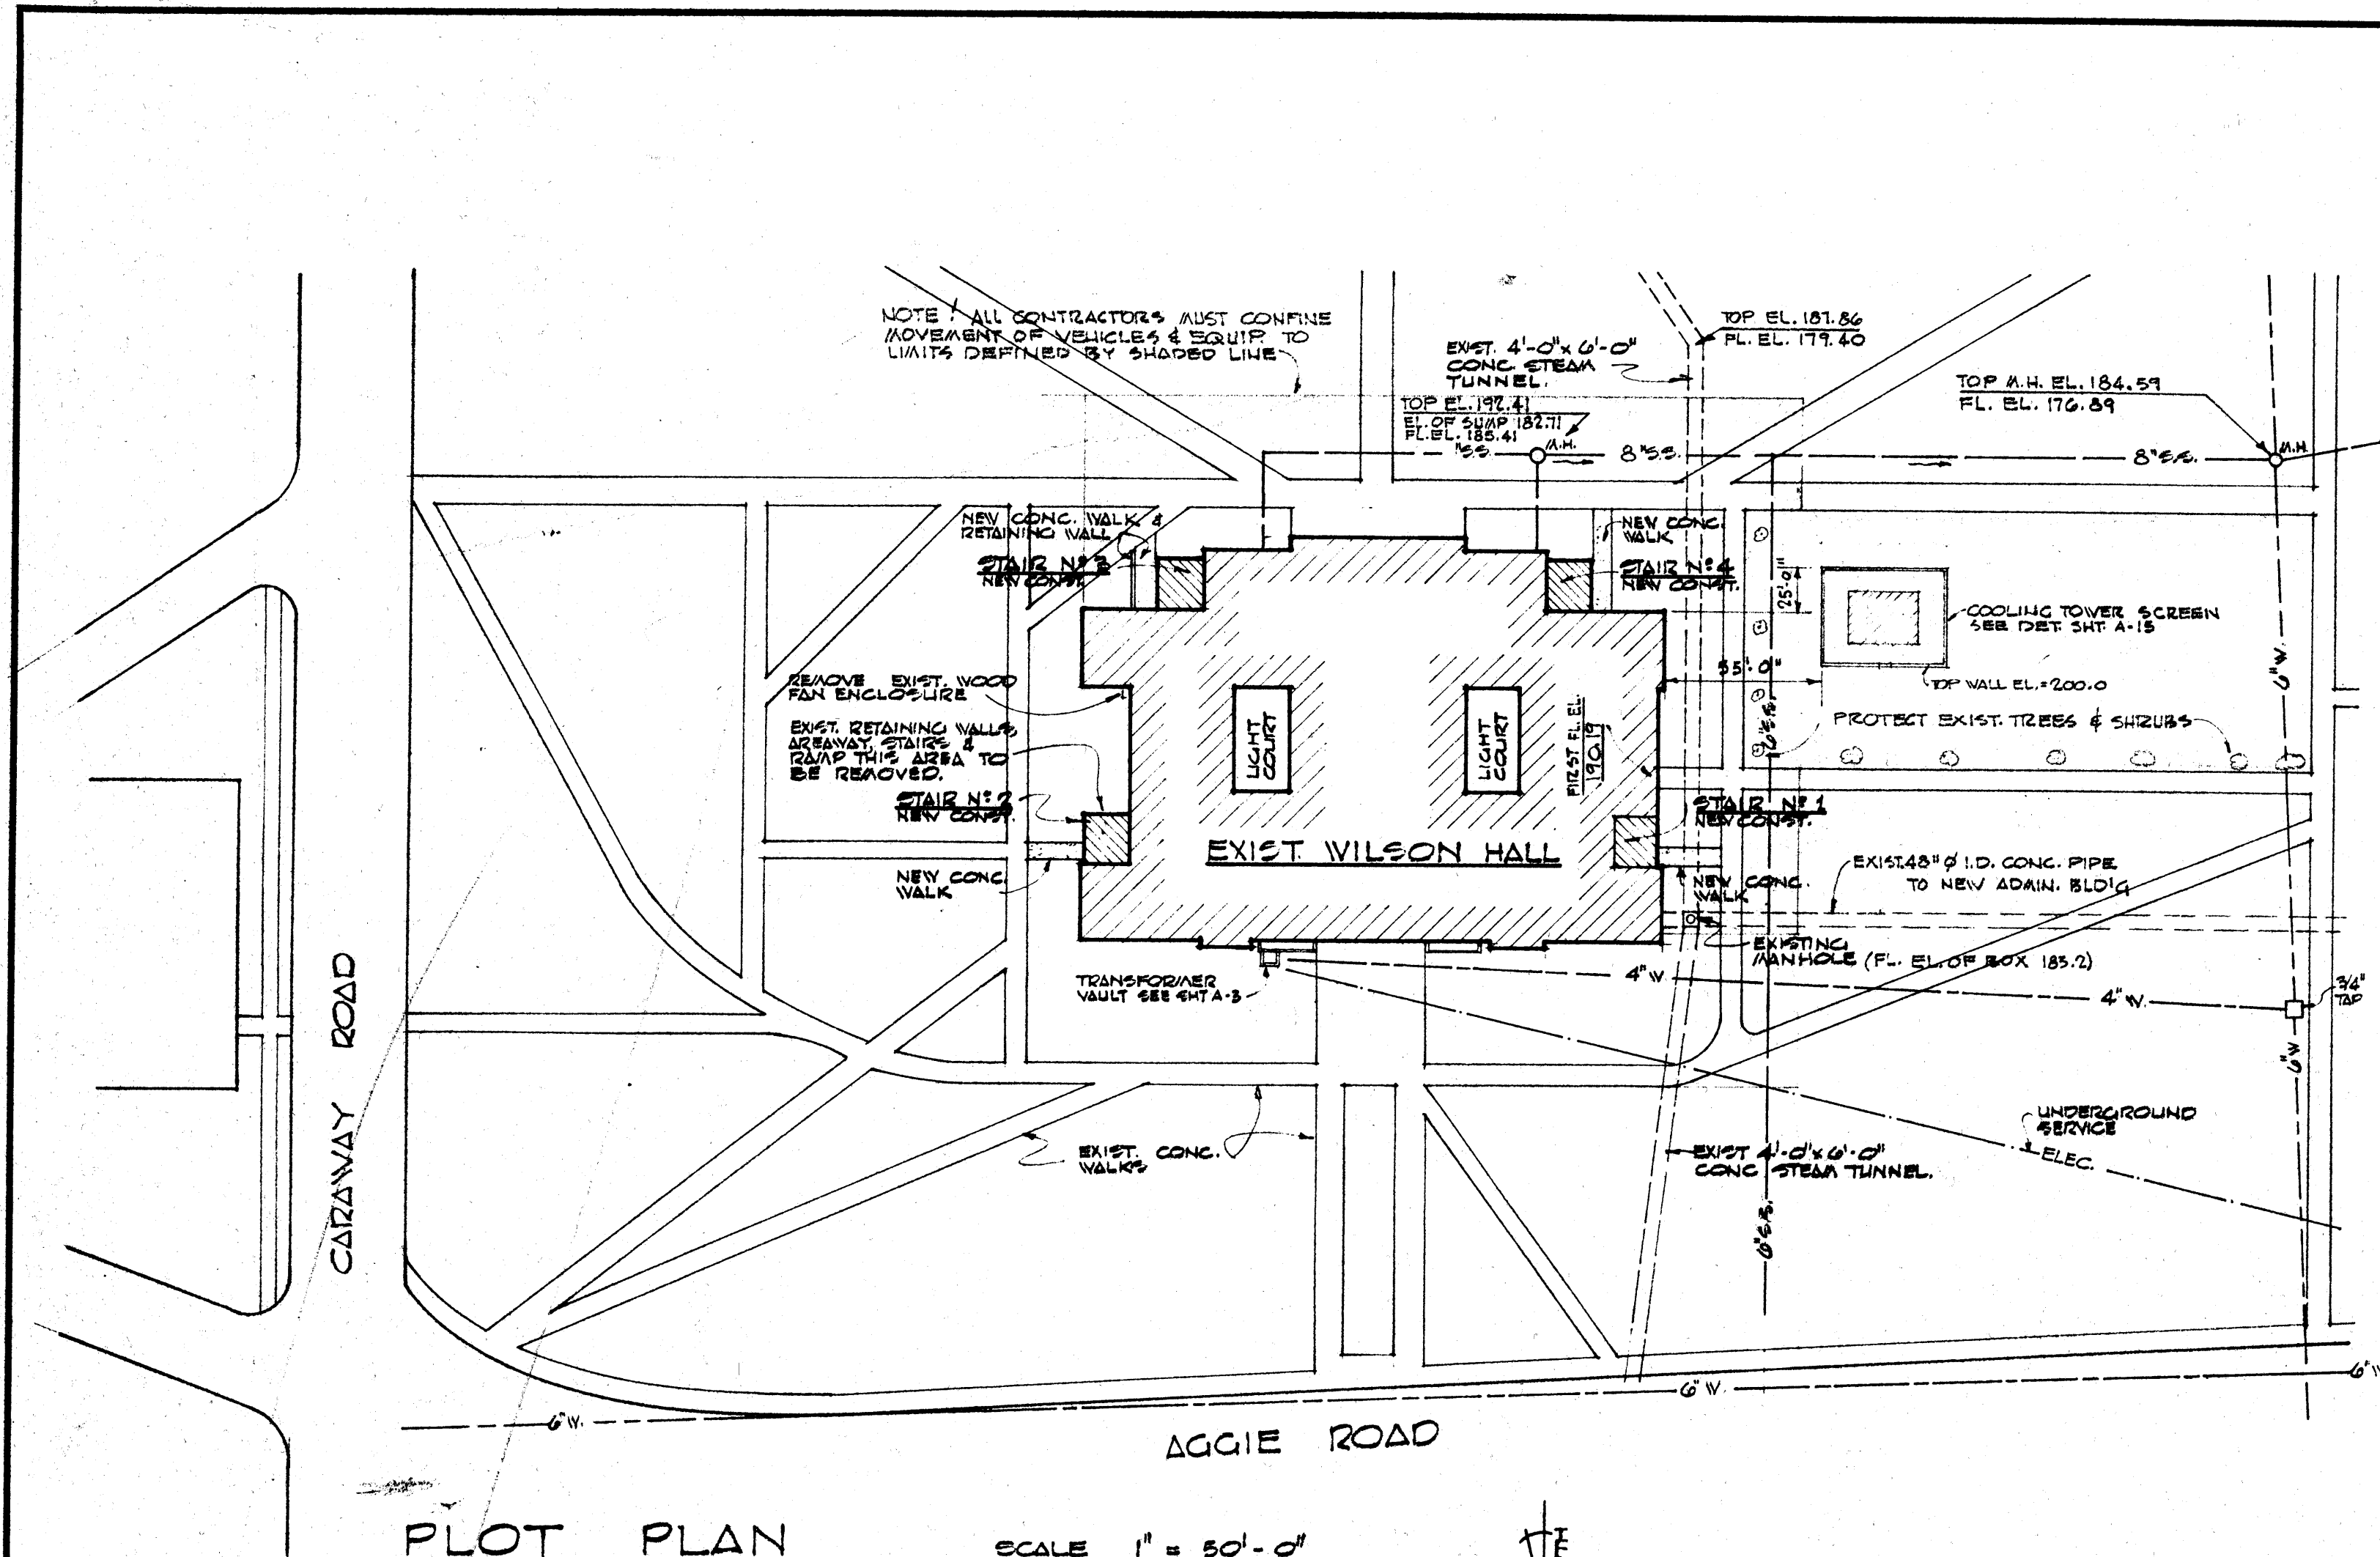 NOTE! ALL CONTRACTORS MUST CONFINE
MOVEMENT OF VEHICLES & EQUIP. TO
LIMITS DEFINED BY SHADED LINE
EXIST. 4'-0" x 6'-0"
CONC. STEAM
TUNNEL.
TOP EL. 187.86
FL. EL. 179.40
TOP M.H. EL. 184.59
FL. EL. 176.89
TOP EL. 192.41
EL. OF SUMP 182.71
FL. EL. 185.41
M.H.
"S.S.
8"S.S.
8"S.S.
M.H.
NEW CONC. WALK &
RETAINING WALL
STAIR Nº 3
NEW CONST.
NEW CONC.
WALK
STAIR Nº 4
NEW CONST.
25'-0"
COOLING TOWER SCREEN
SEE DET. SHT. A-15
55'-0"
TOP WALL EL.=200.0
6"W.
REMOVE EXIST. WOOD
FAN ENCLOSURE
EXIST. RETAINING WALLS,
AREAWAY, STAIRS &
RAMP THIS AREA TO
BE REMOVED.
LIGHT
COURT
LIGHT
COURT
FIRST FL. EL.
190.19
6"S.S.
PROTECT EXIST. TREES & SHRUBS
STAIR Nº 2
NEW CONST.
STAIR Nº 1
NEW CONST.
EXIST. WILSON HALL
NEW CONC.
WALK
NEW CONC.
WALK
EXIST. 48" Ø I.D. CONC. PIPE
TO NEW ADMIN. BLD'G
EXISTING
MANHOLE (FL. EL. OF BOX 183.2)
TRANSFORMER
VAULT SEE SHT A-3
4" W.
4" W.
3/4"
TAP
6"W
CARAWAY ROAD
EXIST. CONC.
WALKS
EXIST 4'-0"x6'-0"
CONC STEAM TUNNEL.
UNDERGROUND
SERVICE
ELEC.
6"S.S.
6" W.
6" W.
6" W
AGGIE ROAD
PLOT PLAN
SCALE 1" = 50'-0"